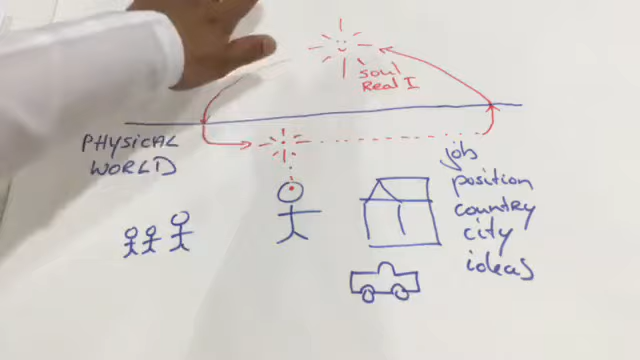 soul
Real I
PHYSICAL
WORLD
job
position
country
city
ideas